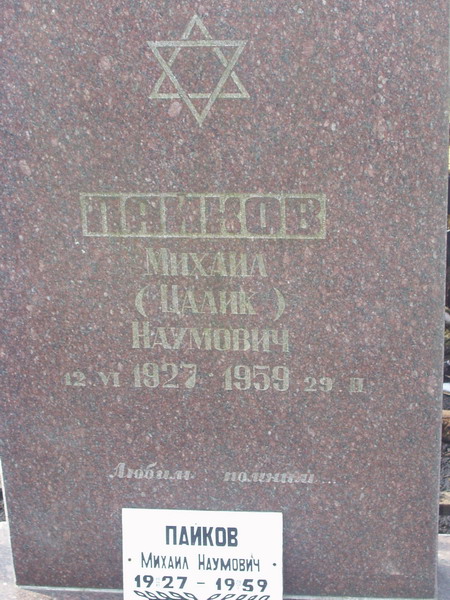 ПАИКОВ
МИХАИЛ
(ЦАЛИК)
НАУМОВИЧ
12.VI 1927 - 1959.29.II
Любим помним...
ПАИКОВ
• МИХАИЛ НАУМОВИЧ •
1927 - 1959